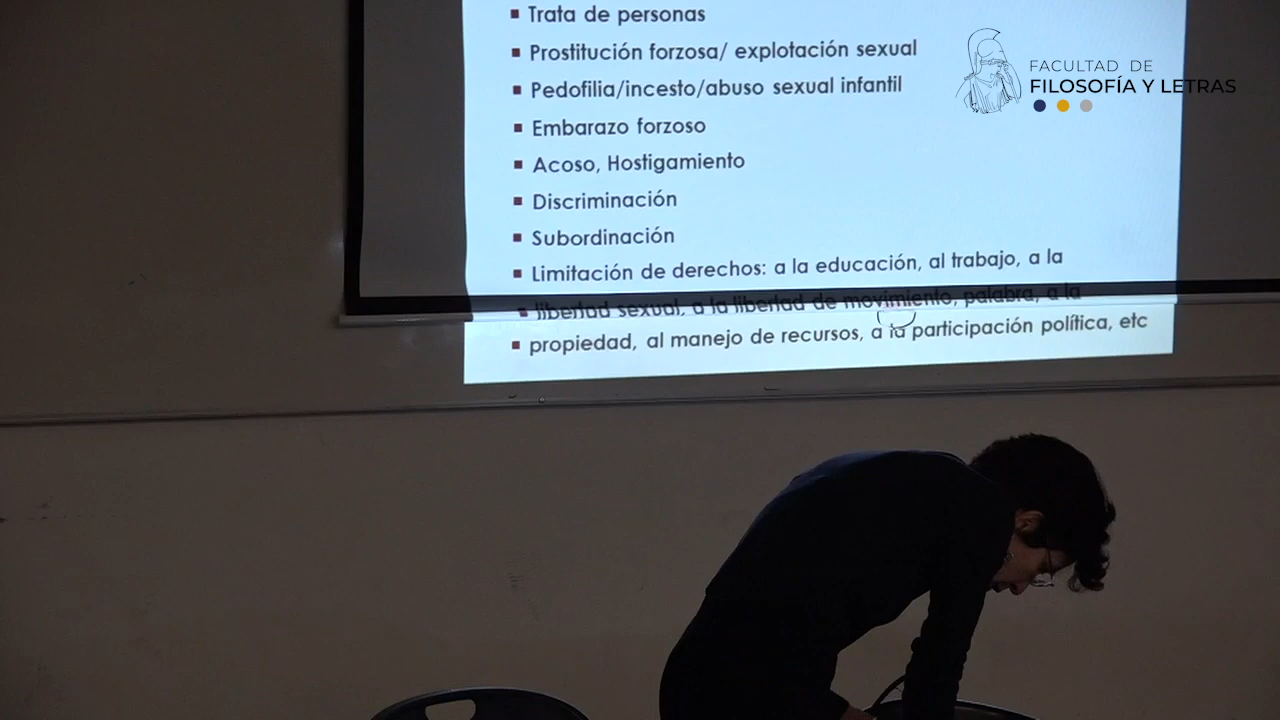 Trata de personas
Prostitución forzosa/ explotación sexual
Pedofilia/incesto/abuso sexual infantil
Embarazo forzoso
Acoso, Hostigamiento
Discriminación
Subordinación
Limitación de derechos: a la educación, al trabajo, a la
libertad sexual, a la libertad de movimiento, palabra, a la
propiedad, al manejo de recursos, a la participación política, etc
FACULTAD DE
FILOSOFÍA Y LETRAS